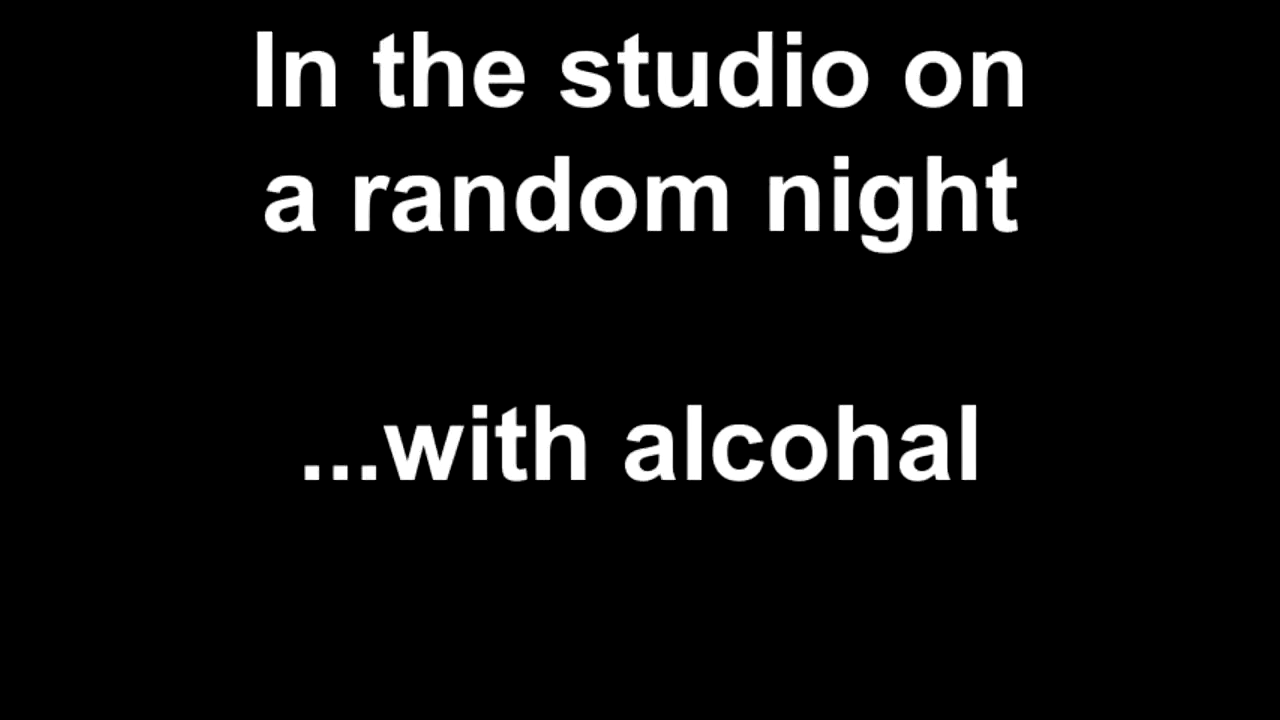 In the studio on
a random night
...with alcohal